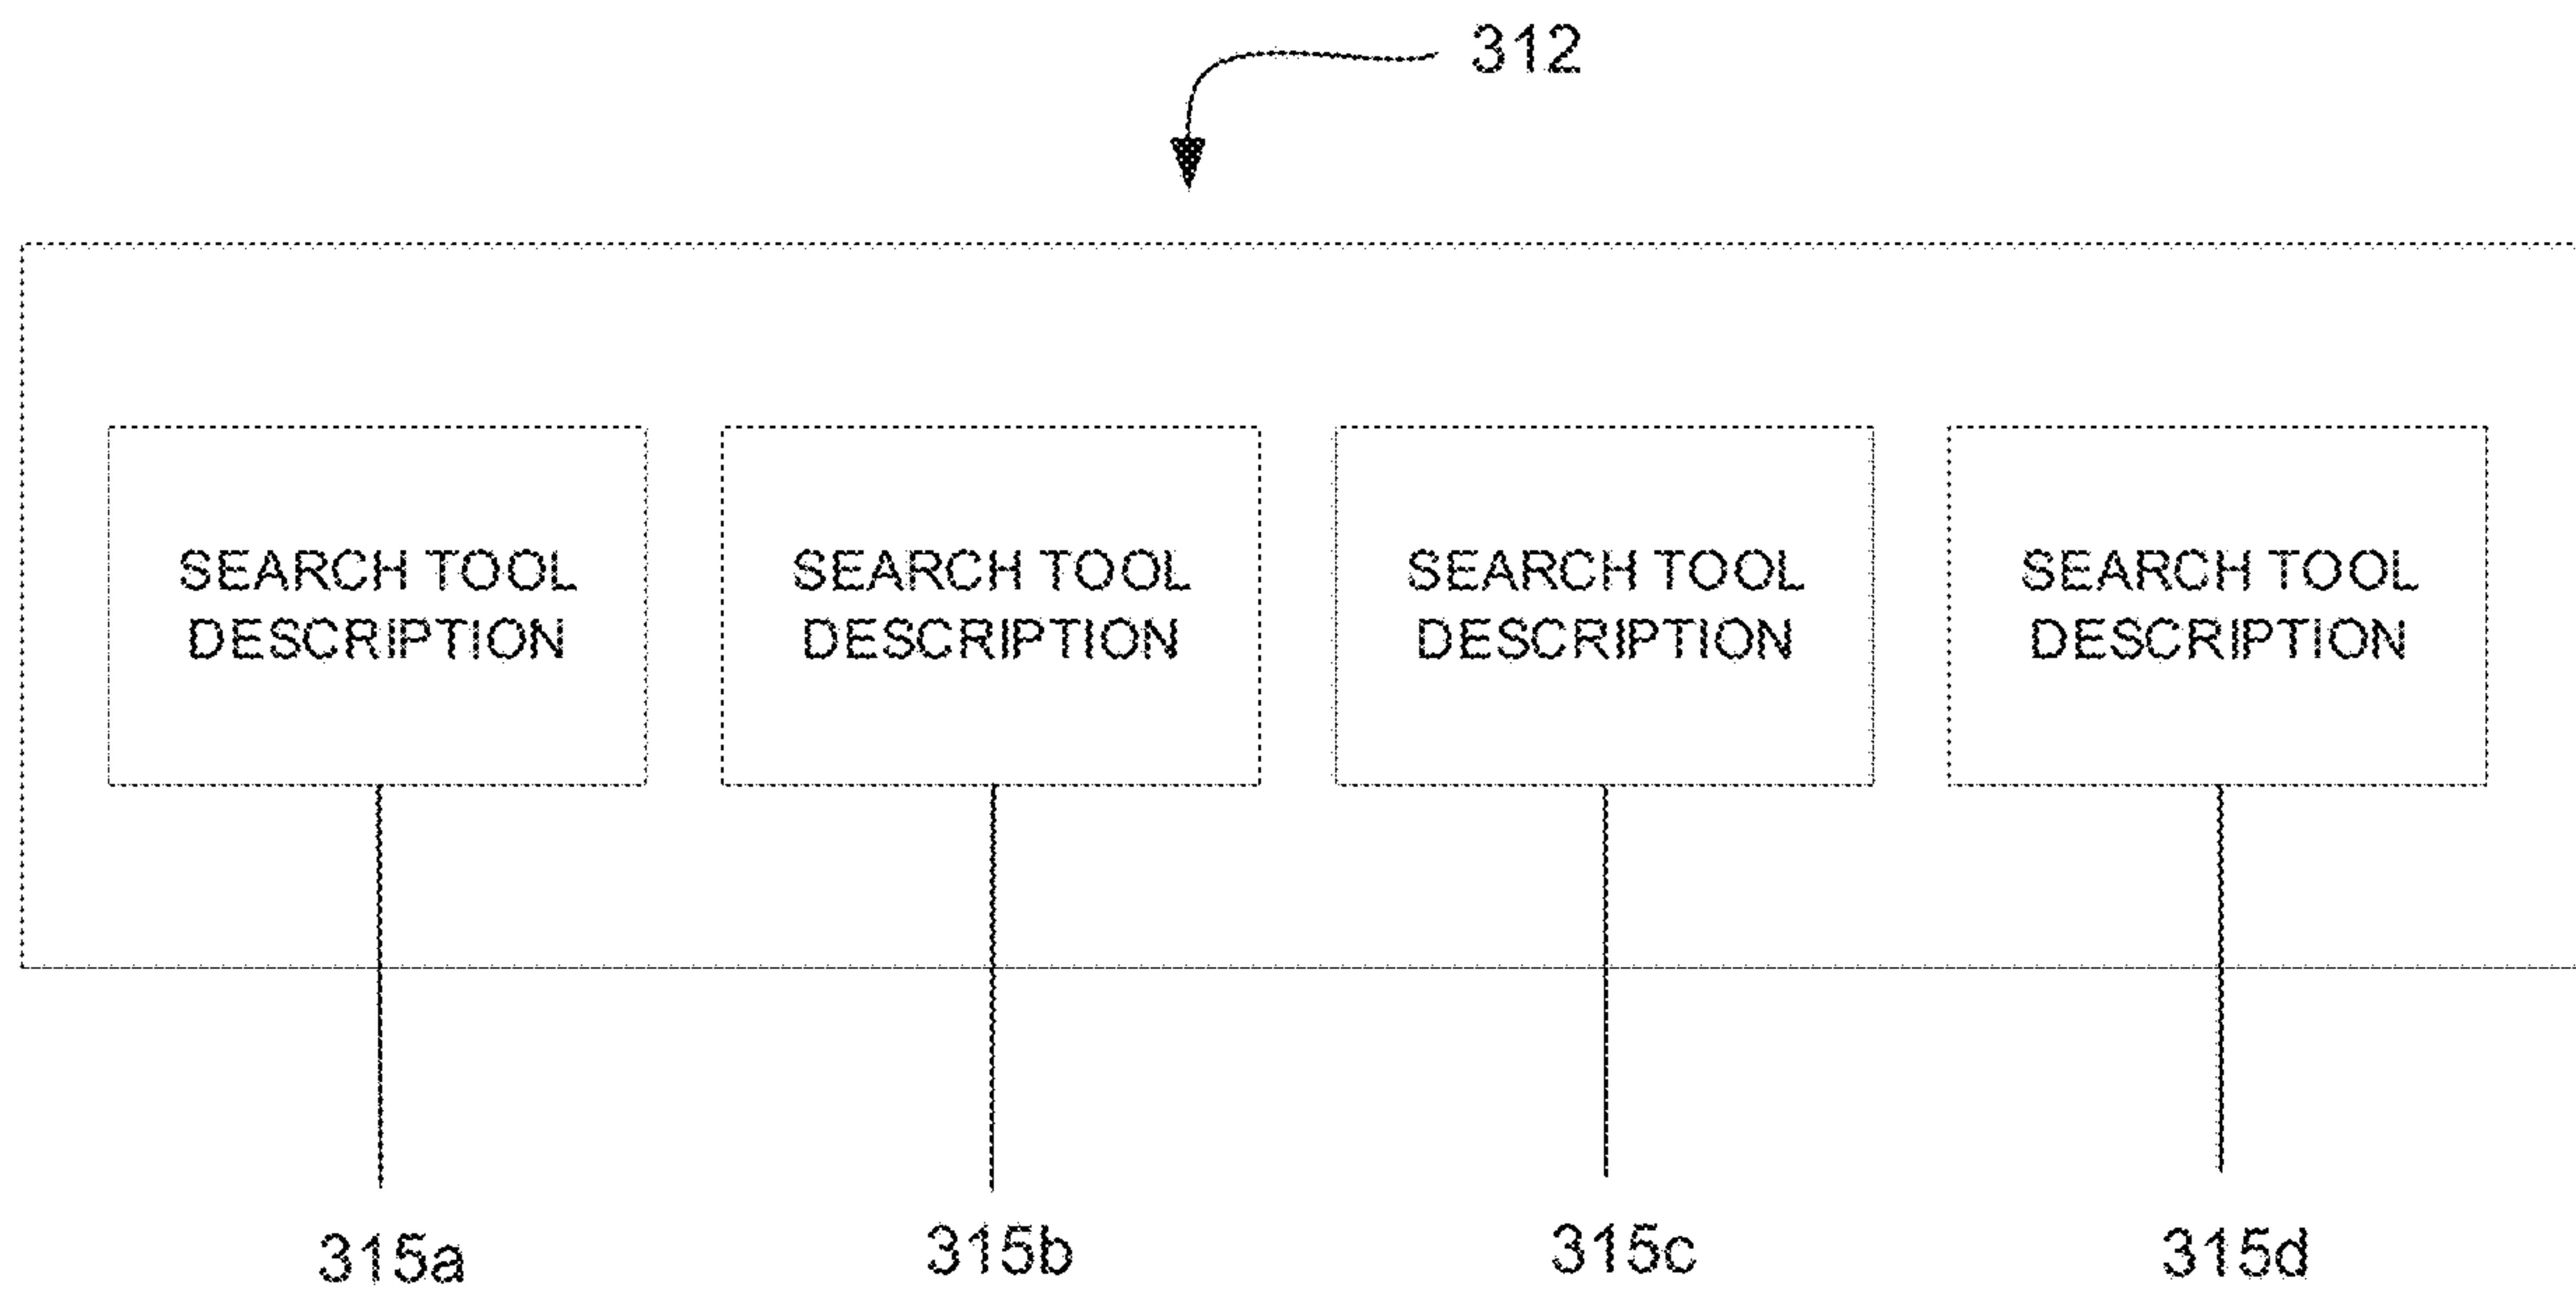 312
SEARCH TOOL
DESCRIPTION
SEARCH TOOL
DESCRIPTION
SEARCH TOOL
DESCRIPTION
SEARCH TOOL
DESCRIPTION
315a
315b
315c
315d